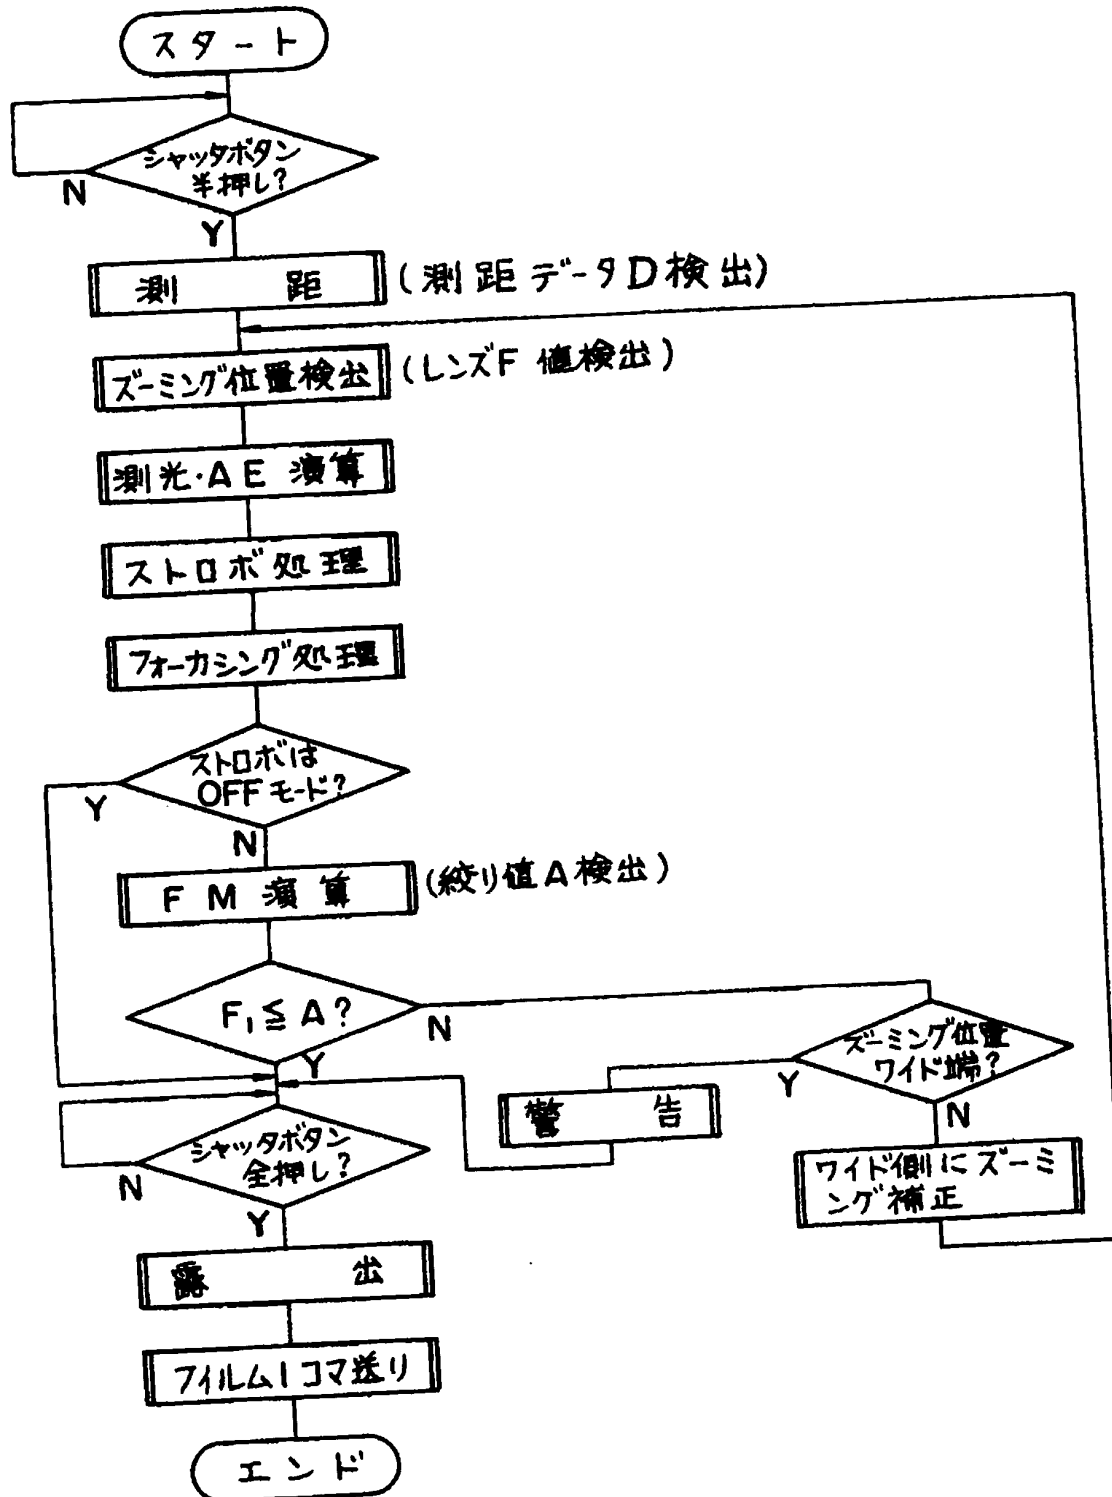 スタート
シャッタボタン
半押し?
N
Y
測 距
(測距データD検出)
ズーミング位置検出
(レンズF値検出)
測光・AE 演算
ストロボ処理
フォーカシング処理
ストロボは
OFFモード?
Y
N
FM演算
(絞り値A検出)
F₁≦A?
N
Y
ズーミング位置
ワイド端?
Y
N
警 告
ワイド側にズーミ
ング補正
シャッタボタン
全押し?
N
Y
露 出
フィルム1コマ送り
エンド